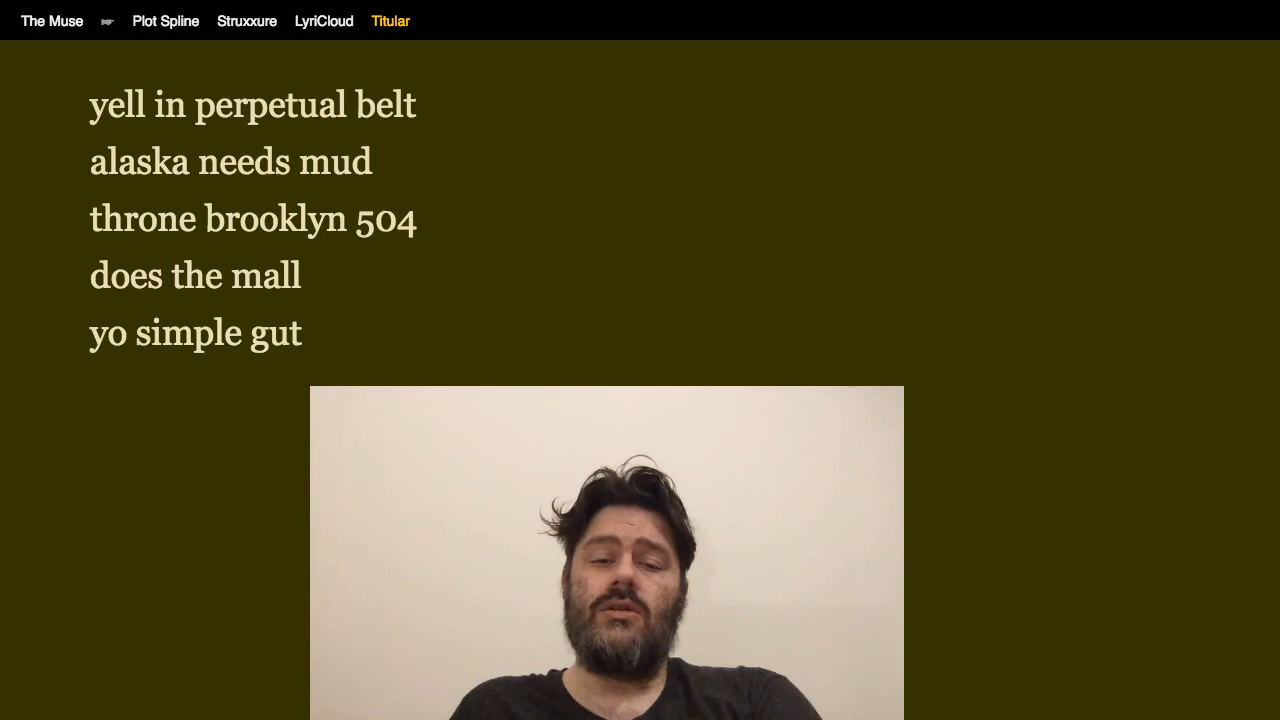 The Muse ☛ Plot Spline Struxxure LyriCloud Titular
yell in perpetual belt
alaska needs mud
throne brooklyn 504
does the mall
yo simple gut